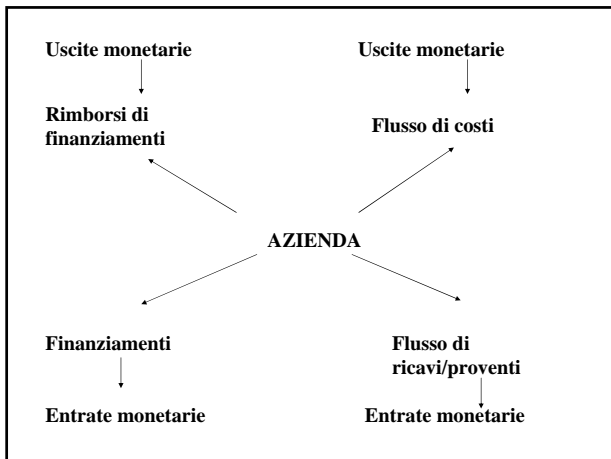 Uscite monetarie
Uscite monetarie
Rimborsi di
finanziamenti
Flusso di costi
AZIENDA
Finanziamenti
Flusso di
ricavi/proventi
Entrate monetarie
Entrate monetarie